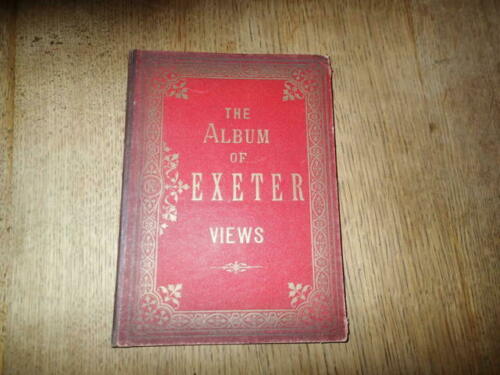 THE
ALBUM
OF
EXETER
VIEWS